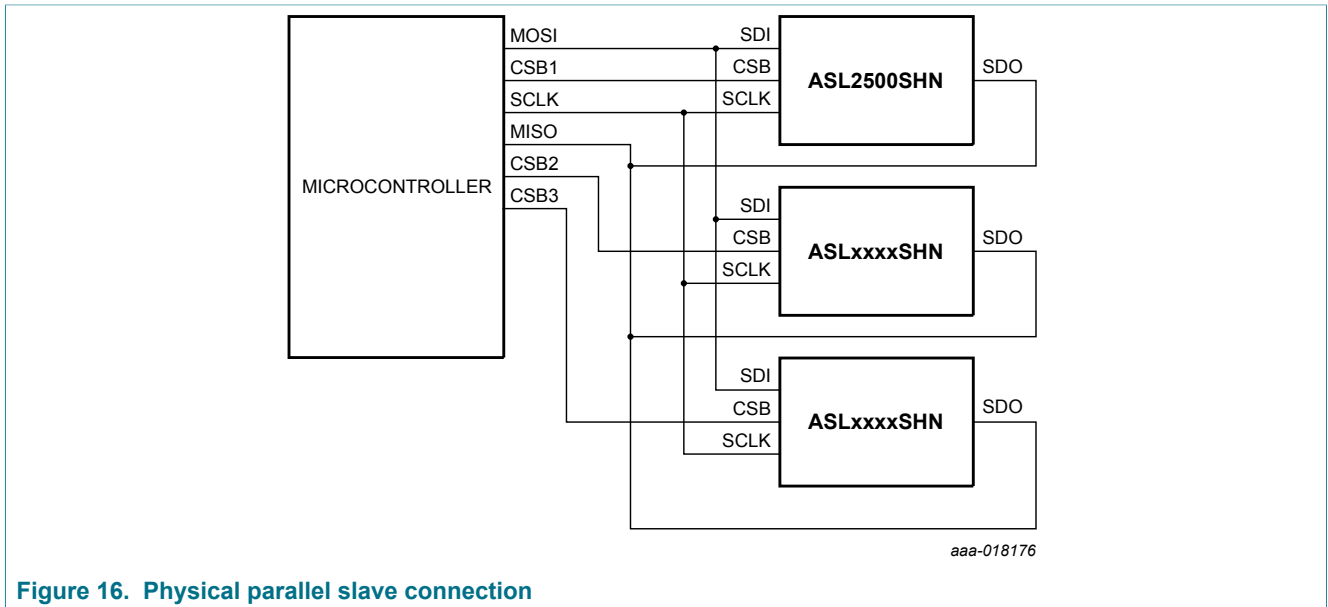 MOSI
CSB1
SCLK
MISO
CSB2
CSB3
MICROCONTROLLER
SDI
CSB
SCLK
ASL2500SHN
SDO
SDI
CSB
SCLK
ASLxxxxSHN
SDO
SDI
CSB
SCLK
ASLxxxxSHN
SDO
aaa-018176
Figure 16. Physical parallel slave connection